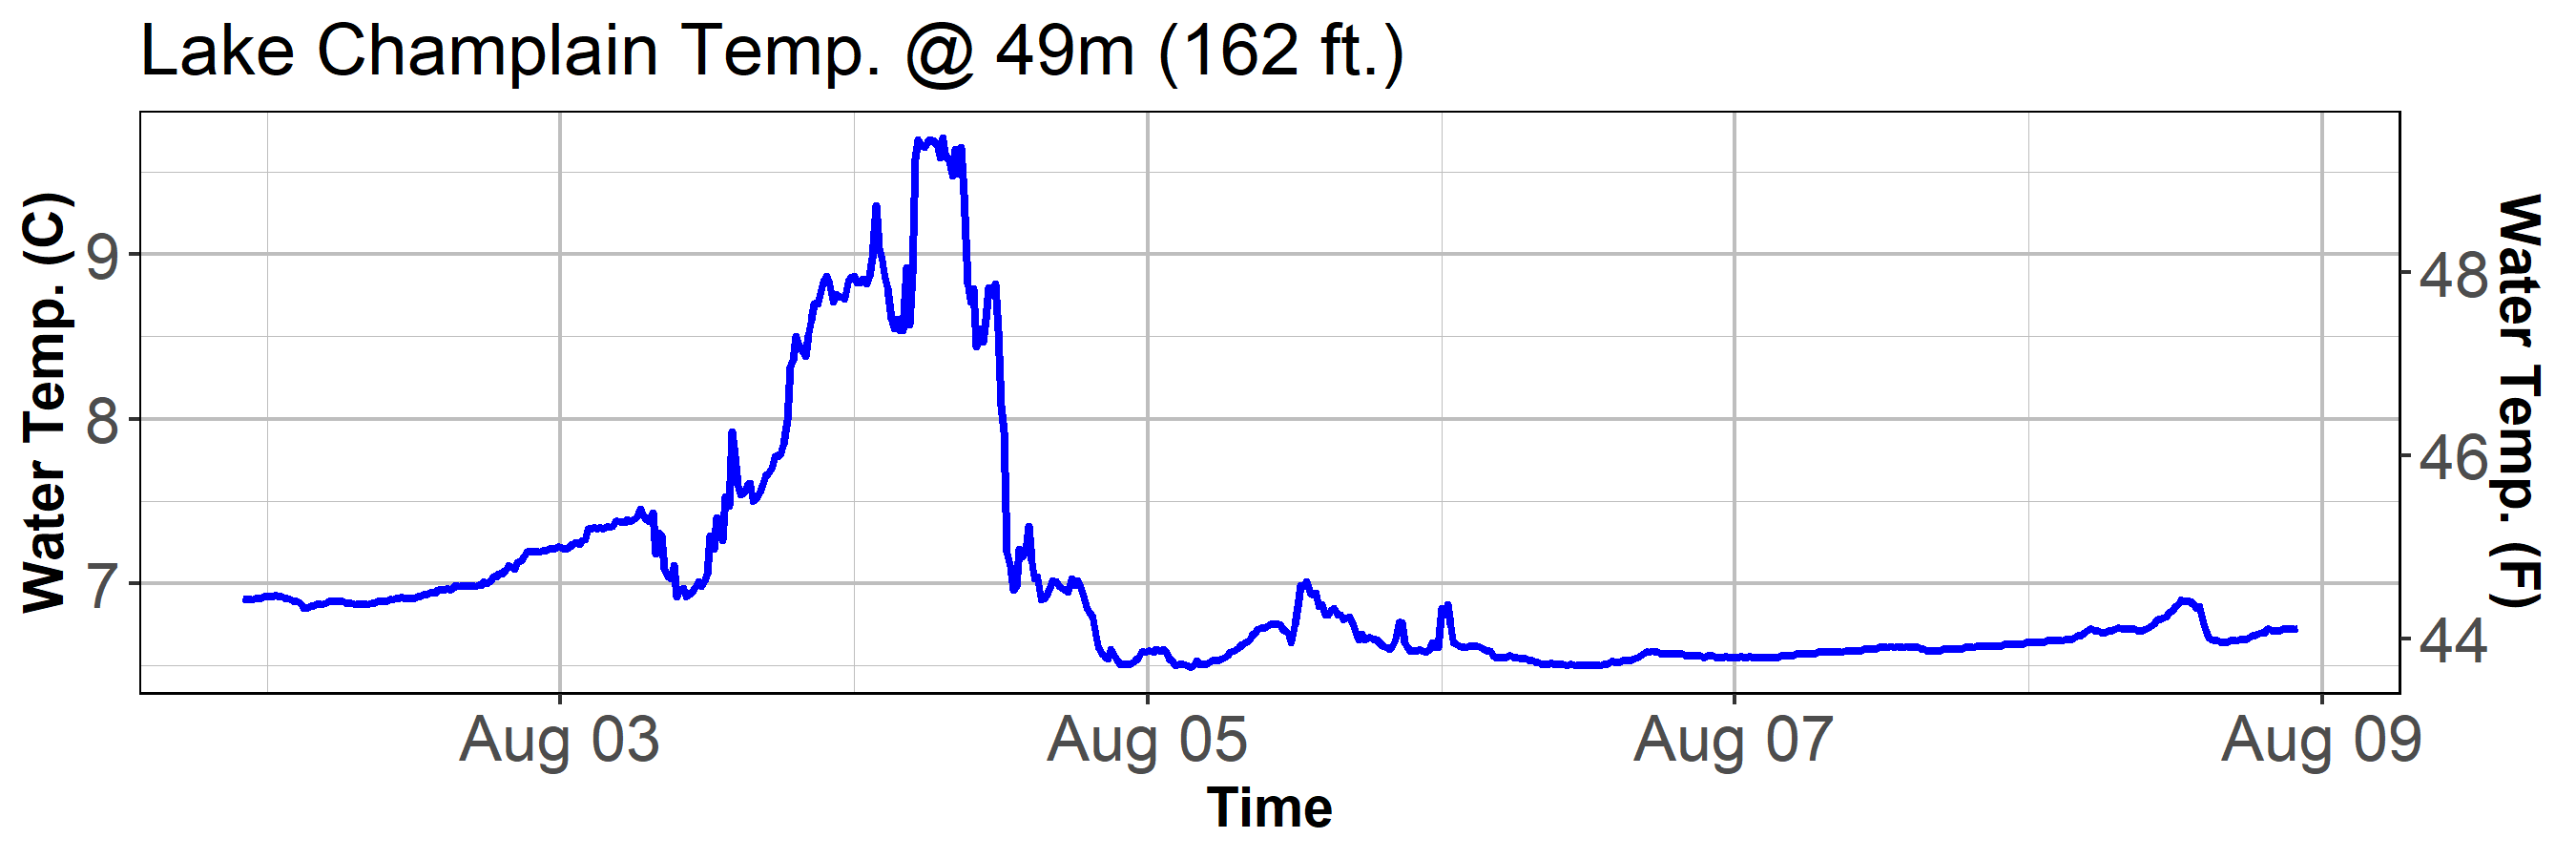 Lake Champlain Temp. @ 49m (162 ft.)
Water Temp. (C)
9
8
7
48
46
44
Water Temp. (F)
Aug 03
Aug 05
Aug 07
Aug 09
Time